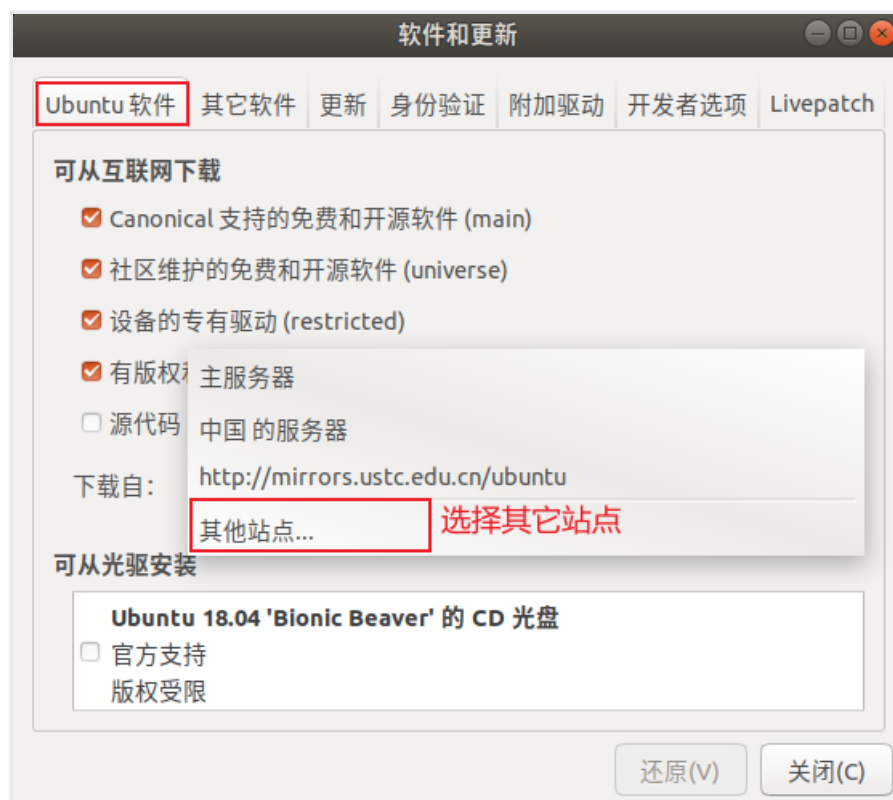 软件和更新
Ubuntu 软件 其它软件 更新 身份验证 附加驱动 开发者选项 Livepatch
可从互联网下载
Canonical 支持的免费和开源软件 (main)
社区维护的免费和开源软件 (universe)
设备的专有驱动 (restricted)
有版权
主服务器
源代码
中国 的服务器
下载自：
http://mirrors.ustc.edu.cn/ubuntu
其他站点... 选择其它站点
可从光驱安装
Ubuntu 18.04 'Bionic Beaver' 的 CD 光盘
官方支持
版权受限
还原(V) 关闭(C)